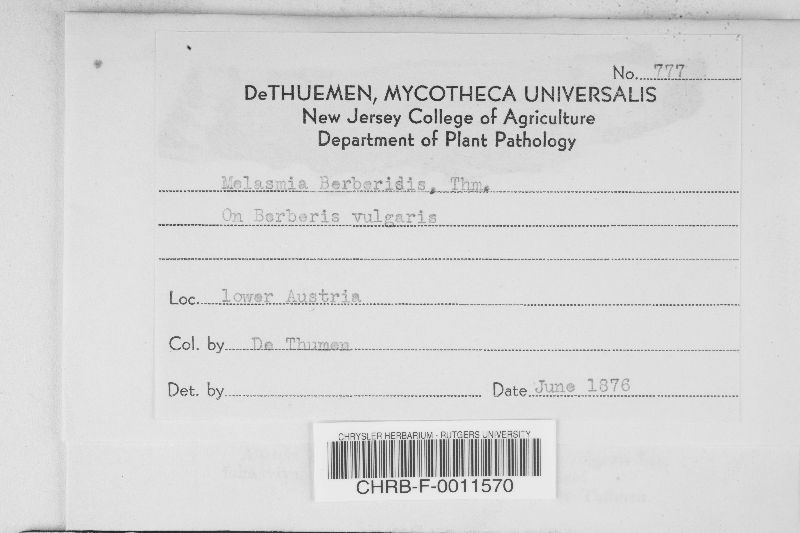 No. 777
DeTHUEMEN, MYCOTHECA UNIVERSALIS
New Jersey College of Agriculture
Department of Plant Pathology
Melasmia Berberidis, Thm.
On Berberis vulgaris
Loc. lower Austria
Col. by De Thumen
Det. by
Date June 1876
CHRYSLER HERBARIUM - RUTGERS UNIVERSITY
CHRB-F-0011570